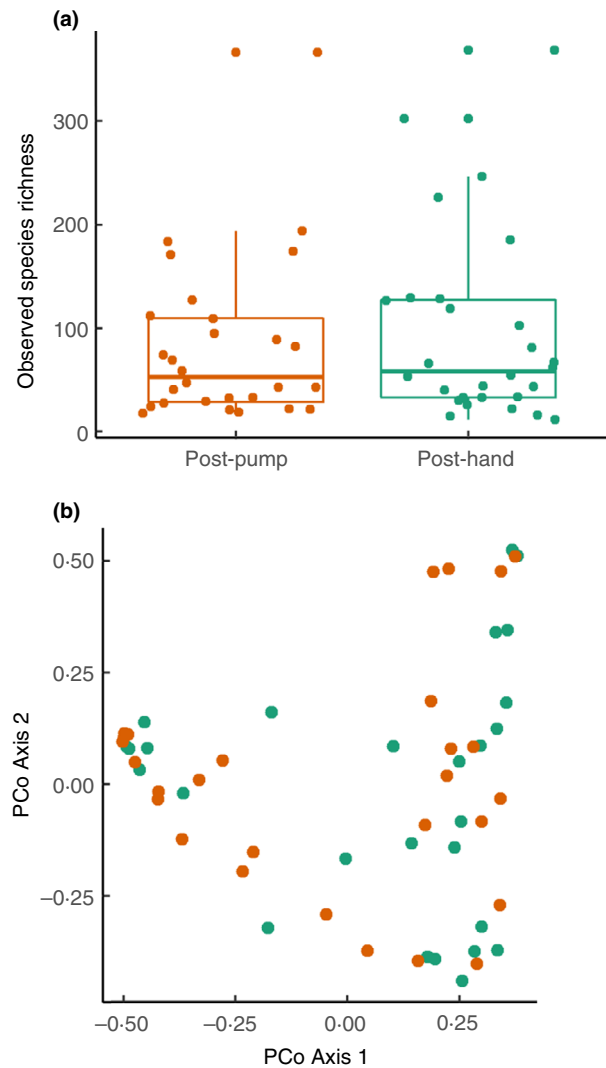 (a)
Observed species richness
300
200
100
0
Post-pump
Post-hand
(b)
PCo Axis 2
0·50
0·25
0·00
–0·25
–0·50
–0·25
0·00
0·25
PCo Axis 1